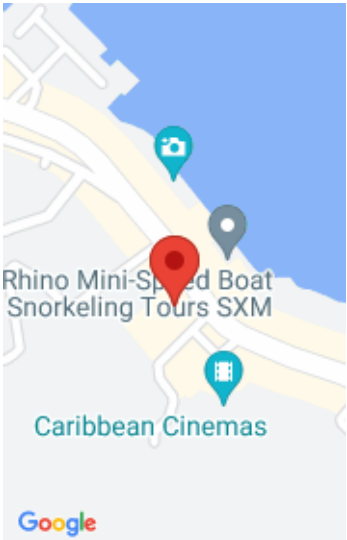 Rhino Mini-Speed Boat
Snorkeling Tours SXM
Caribbean Cinemas
Google